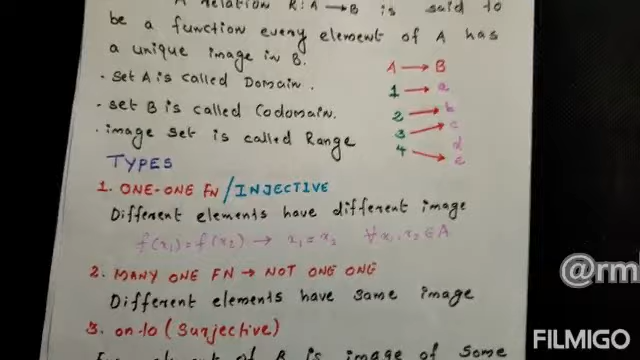 A relation R: A → B is said to
be a function every element of A has
a unique image in B.
· Set A is called Domain.
· set B is called Codomain.
· image set is called Range
A → B
1 → a
2 → b
3 → c
4 → e
d
TYPES
1. ONE-ONE FN / INJECTIVE
Different elements have different image
f(x₁) = f(x₂) → x₁ = x₂ ∀ x₁, x₂ ∈ A
2. MANY ONE FN → NOT ONE ONE
Different elements have same image
3. on-to (Surjective)
element of B is image of some
@rm
FILMIGO